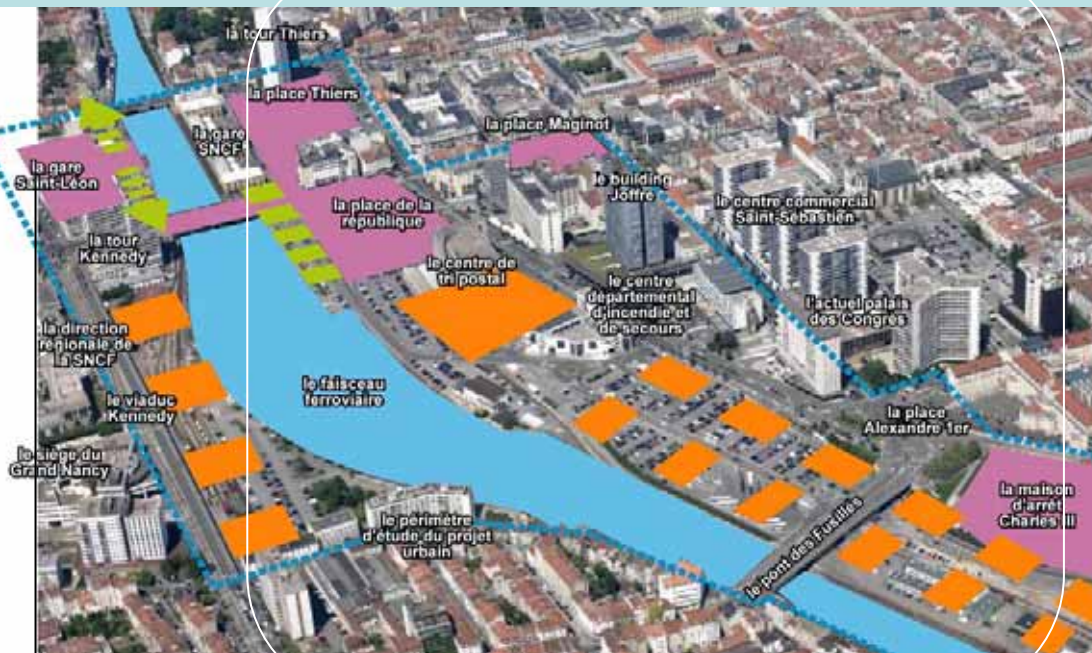 la tour Thiers
la place Thiers
la gare
SNCF
la place Maginot
la gare
Saint-Léon
le building
Joffre
le centre commercial
Saint-Sébastien
la place de la
république
la tour
Kennedy
le centre de
tri postal
le centre
départemental
d'incendie et
de secours
l'actuel palais
des Congrès
la direction
régionale de
la SNCF
le faisceau
ferroviaire
le viaduc
Kennedy
la place
Alexandre 1er
le siège du
Grand Nancy
la maison
d'arrêt
Charles III
le périmètre
d'étude du projet
urbain
le pont des Fusillés